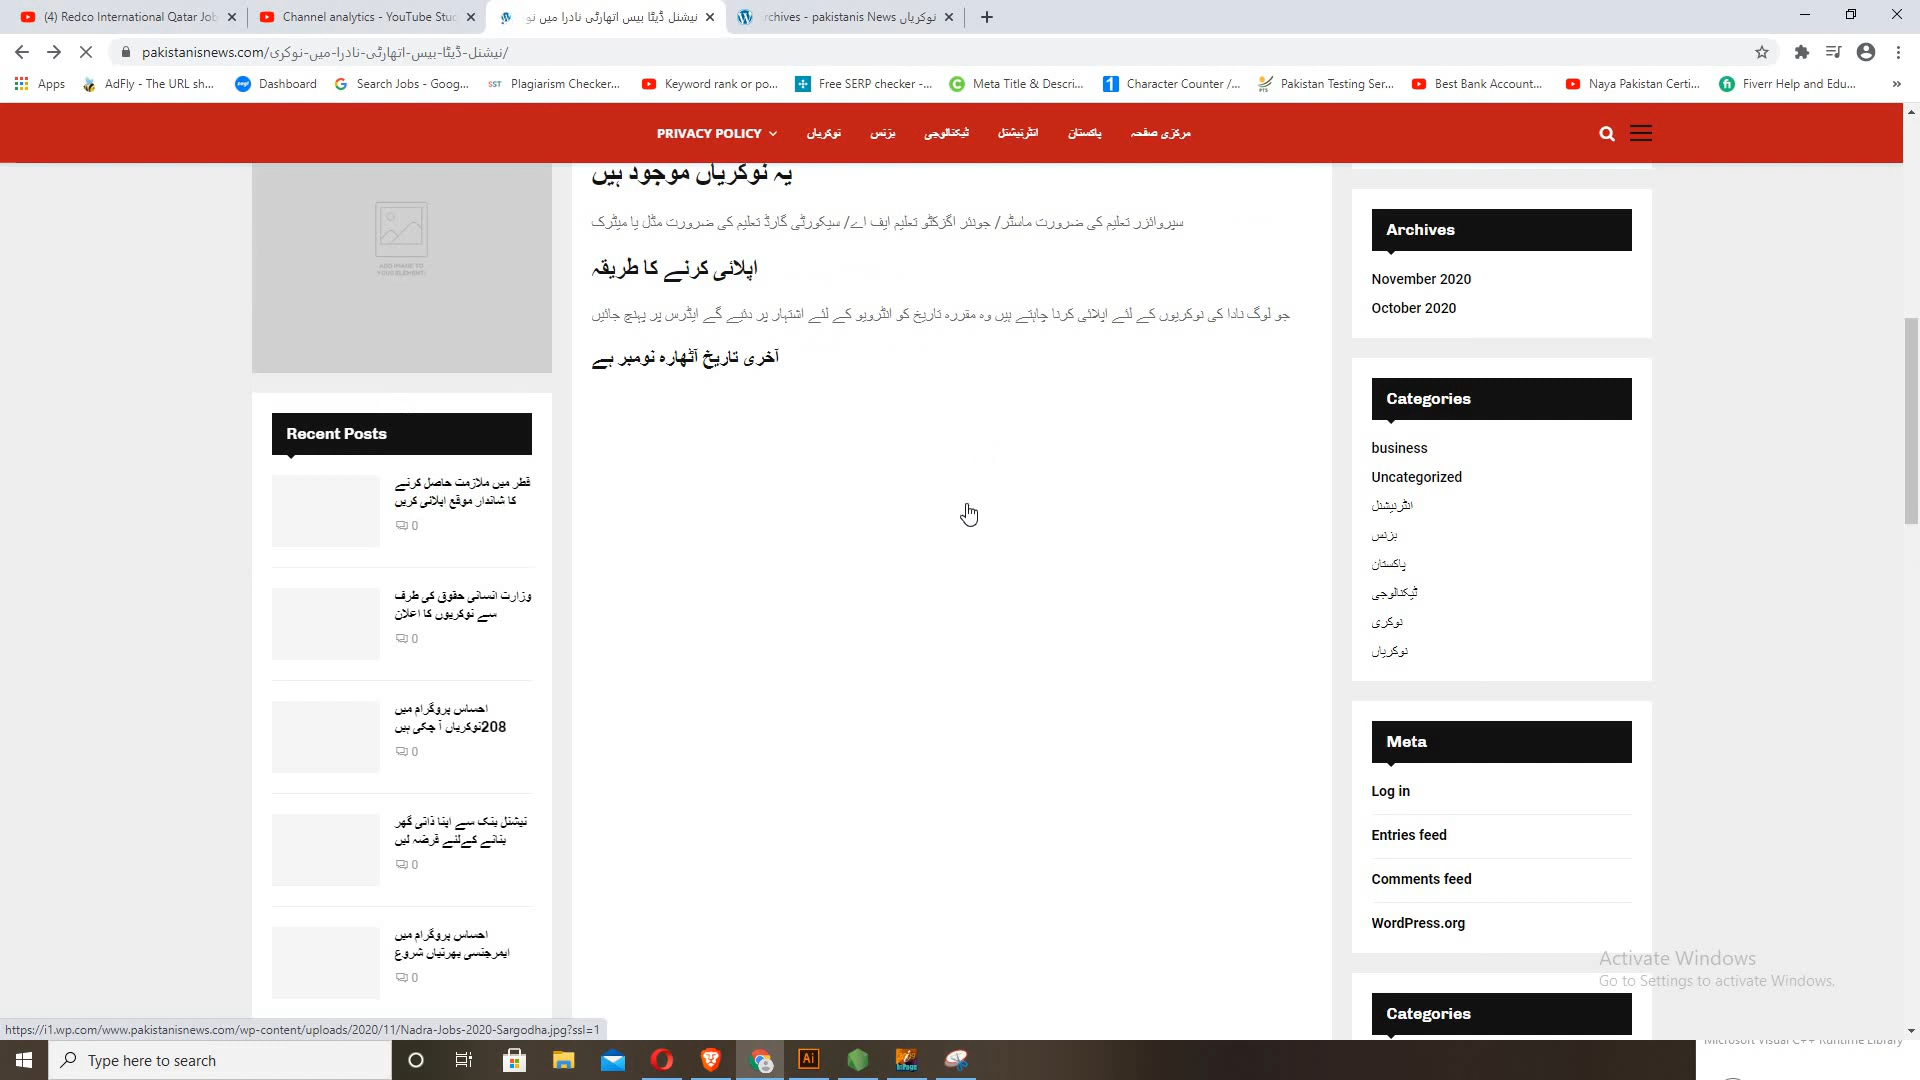 (4) Redco International Qatar Job
Channel analytics - YouTube Stud
نیشنل ڈیٹا بیس اتھارٹی نادرا میں نو
نوکریاں rchives - pakistanis News
pakistanisnews.com/نیشنل-ڈیٹا-بیس-اتھارٹی-نادرا-میں-نوکری/
Apps
AdFly - The URL sh...
Dashboard
Search Jobs - Goog...
SST
Plagiarism Checker...
Keyword rank or po...
Free SERP checker -...
Meta Title & Descri...
Character Counter /...
Pakistan Testing Ser...
Best Bank Account...
Naya Pakistan Certi...
Fiverr Help and Edu...
»
PRIVACY POLICY
نوکریاں
بزنس
ٹیکنالوجی
انٹرنیشنل
پاکستان
مرکزی صفحہ
ADD IMAGE TO
YOUR ELEMENT!
یہ نوکریاں موجود ہیں
سپروائزر تعلیم کی ضرورت ماسٹر/ جونئر اگزکٹو تعلیم ایف اے/ سیکورٹی گارڈ تعلیم کی ضرورت مڈل یا میٹرک
اپلائی کرنے کا طریقہ
جو لوگ نادا کی نوکریوں کے لئے اپلائی کرنا چاہتے ہیں وہ مقررہ تاریخ کو انٹرویو کے لئے اشتہار پر دئیے گے ایڈرس پر پہنچ جائیں
آخری تاریخ آٹھارہ نومبر ہے
Recent Posts
قطر میں ملازمت حاصل کرنے
کا شاندار موقع اپلائی کریں
0
وزارت انسانی حقوق کی طرف
سے نوکریوں کا اعلان
0
احساس پروگرام میں
208نوکریاں آ چکی ہیں
0
نیشنل بنک سے اپنا ذاتی گھر
بنانے کےلئے قرضہ لیں
0
احساس پروگرام میں
ایمرجنسی بھرتیاں شروع
0
Archives
November 2020
October 2020
Categories
business
Uncategorized
انٹرنیشنل
بزنس
پاکستان
ٹیکنالوجی
نوکری
نوکریاں
Meta
Log in
Entries feed
Comments feed
WordPress.org
Categories
Activate Windows
Go to Settings to activate Windows.
https://i1.wp.com/www.pakistanisnews.com/wp-content/uploads/2020/11/Nadra-Jobs-2020-Sargodha.jpg?ssl=1
Type here to search
Ai
Microsoft Visual C++ Runtime Library